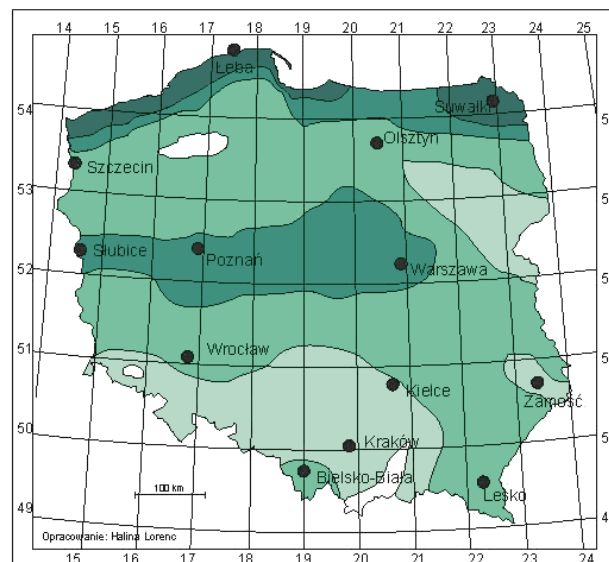 14 15 16 17 18 19 20 21 22 23 24 25
Łeba
Suwałki
54
Olsztyn
Szczecin
53
Słubice
Poznań
Warszawa
52
51
Wrocław
Kielce
Zamość
50
Kraków
Bielsko-Biała
Lesko
100 km
49
Opracowanie: Halina Lorenc
15 16 17 18 19 20 21 22 23 24